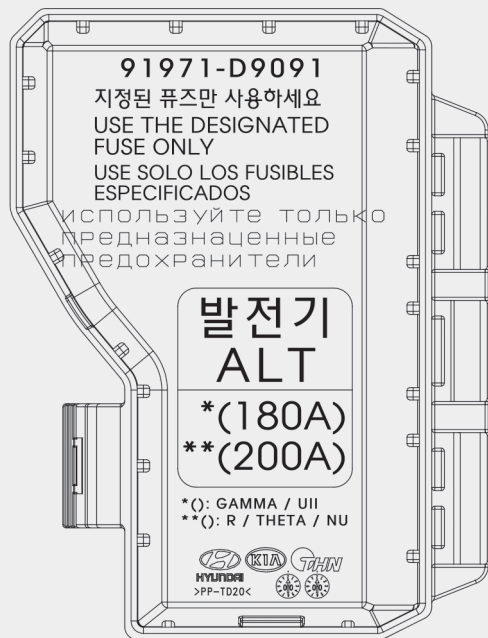 91971-D9091
지정된 퓨즈만 사용하세요
USE THE DESIGNATED
FUSE ONLY
USE SOLO LOS FUSIBLES
ESPECIFICADOS
используйте только
предназнаценные
предохранители
발전기
ALT
*(180A)
**(200A)
*(): GAMMA / UII
**(): R / THETA / NU
HYUNDAI
KIA
THN
>PP-TD20<